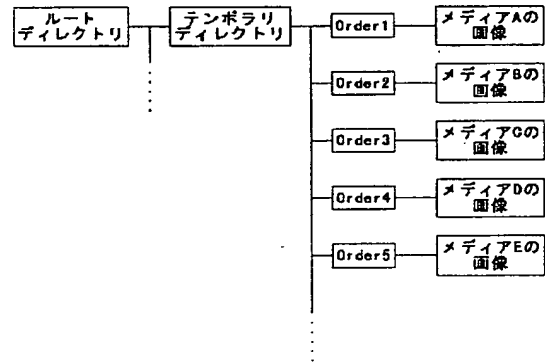 ルート
ディレクトリ
テンポラリ
ディレクトリ
Order1
メディアAの
画像
Order2
メディアBの
画像
Order3
メディアCの
画像
Order4
メディアDの
画像
Order5
メディアEの
画像